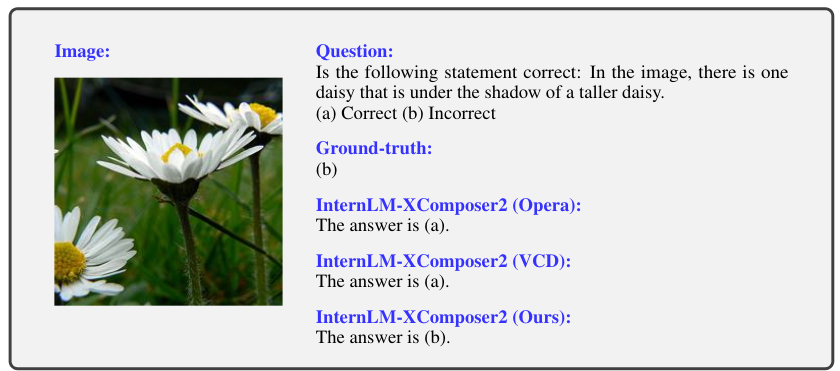 Image:
Question:
Is the following statement correct: In the image, there is one
daisy that is under the shadow of a taller daisy.
(a) Correct (b) Incorrect
Ground-truth:
(b)
InternLM-XComposer2 (Opera):
The answer is (a).
InternLM-XComposer2 (VCD):
The answer is (a).
InternLM-XComposer2 (Ours):
The answer is (b).